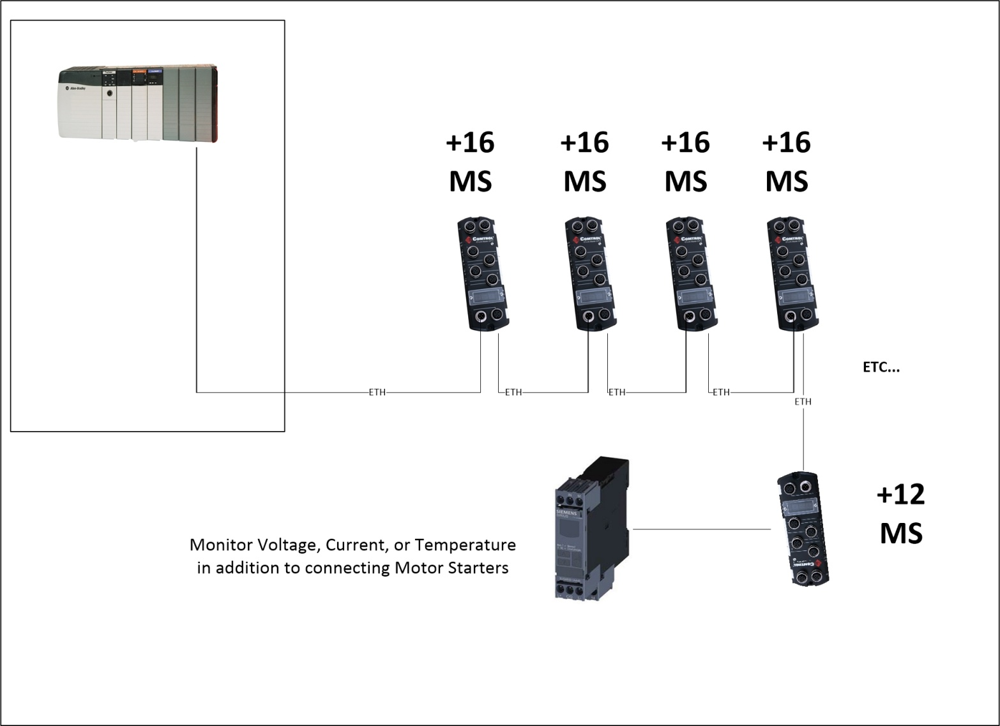 Allen-Bradley
+16
MS
+16
MS
+16
MS
+16
MS
COMTROL
COMTROL
COMTROL
COMTROL
ETC...
ETH
ETH
ETH
ETH
ETH
SIEMENS
SIRIUS
+12
MS
Monitor Voltage, Current, or Temperature
in addition to connecting Motor Starters
COMTROL